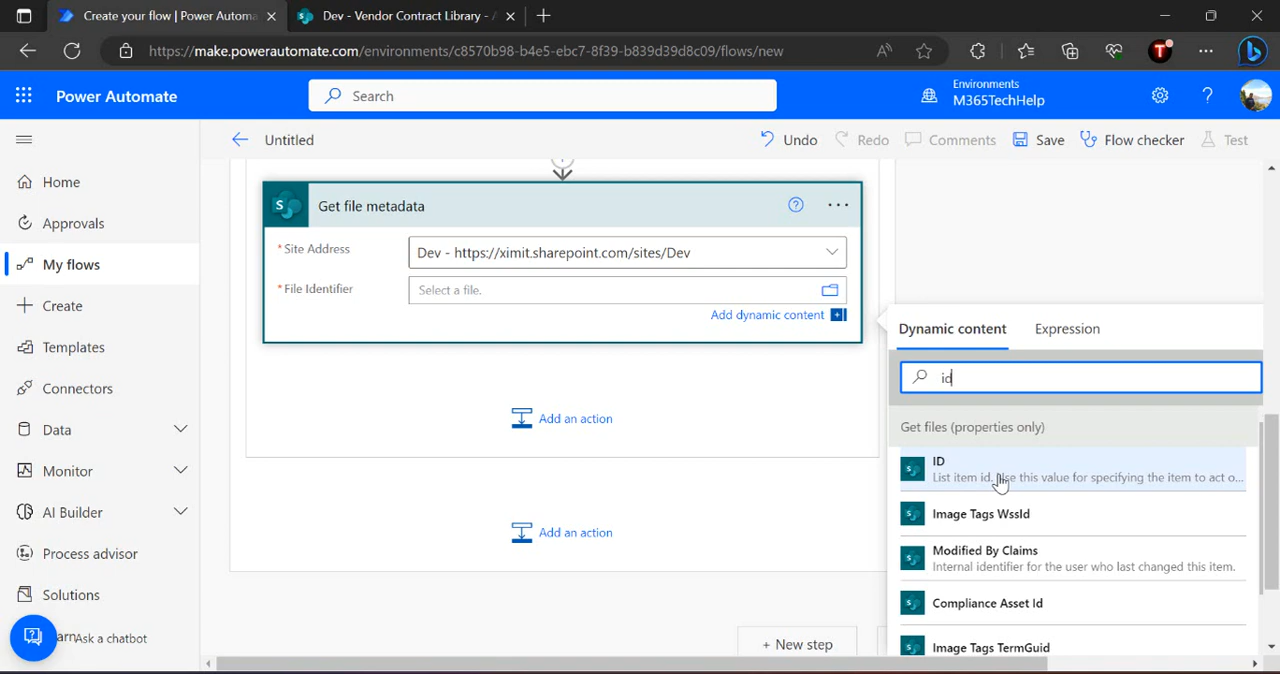 Create your flow | Power Automa
Dev - Vendor Contract Library -
https://make.powerautomate.com/environments/c8570b98-b4e5-ebc7-8f39-b839d39d8c09/flows/new
T
Power Automate
Search
Environments
M365TechHelp
Untitled
Undo
Redo
Comments
Save
Flow checker
Test
Home
Approvals
My flows
Create
Templates
Connectors
Data
Monitor
AI Builder
Process advisor
Solutions
Ask a chatbot
S
Get file metadata
* Site Address
Dev - https://ximit.sharepoint.com/sites/Dev
* File Identifier
Select a file.
Add dynamic content
Add an action
Add an action
+ New step
Dynamic content
Expression
id
Get files (properties only)
ID
List item id. Use this value for specifying the item to act o...
Image Tags WssId
Modified By Claims
Internal identifier for the user who last changed this item.
Compliance Asset Id
Image Tags TermGuid